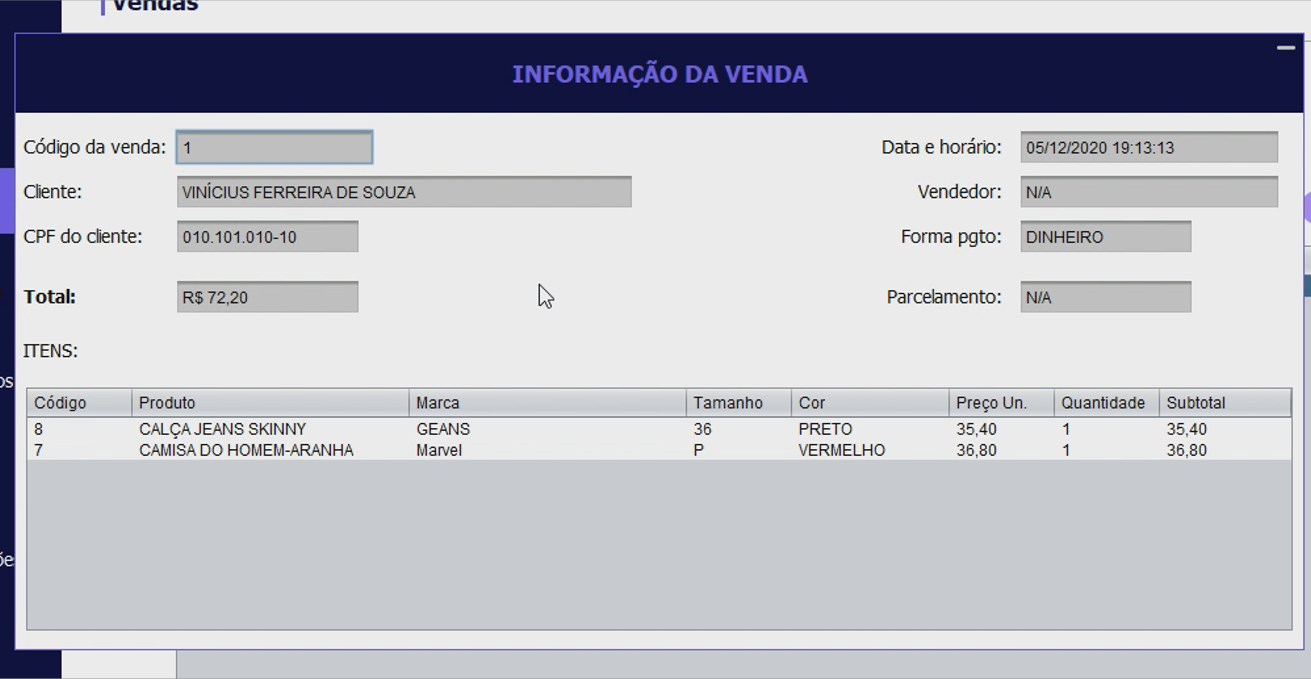 Vendas
INFORMAÇÃO DA VENDA
Código da venda: 1 Data e horário: 05/12/2020 19:13:13
Cliente: VINÍCIUS FERREIRA DE SOUZA Vendedor: N/A
CPF do cliente: 010.101.010-10 Forma pgto: DINHEIRO
Total: R$ 72,20 Parcelamento: N/A
ITENS:
Código Produto Marca Tamanho Cor Preço Un. Quantidade Subtotal
8 CALÇA JEANS SKINNY GEANS 36 PRETO 35,40 1 35,40
7 CAMISA DO HOMEM-ARANHA Marvel P VERMELHO 36,80 1 36,80